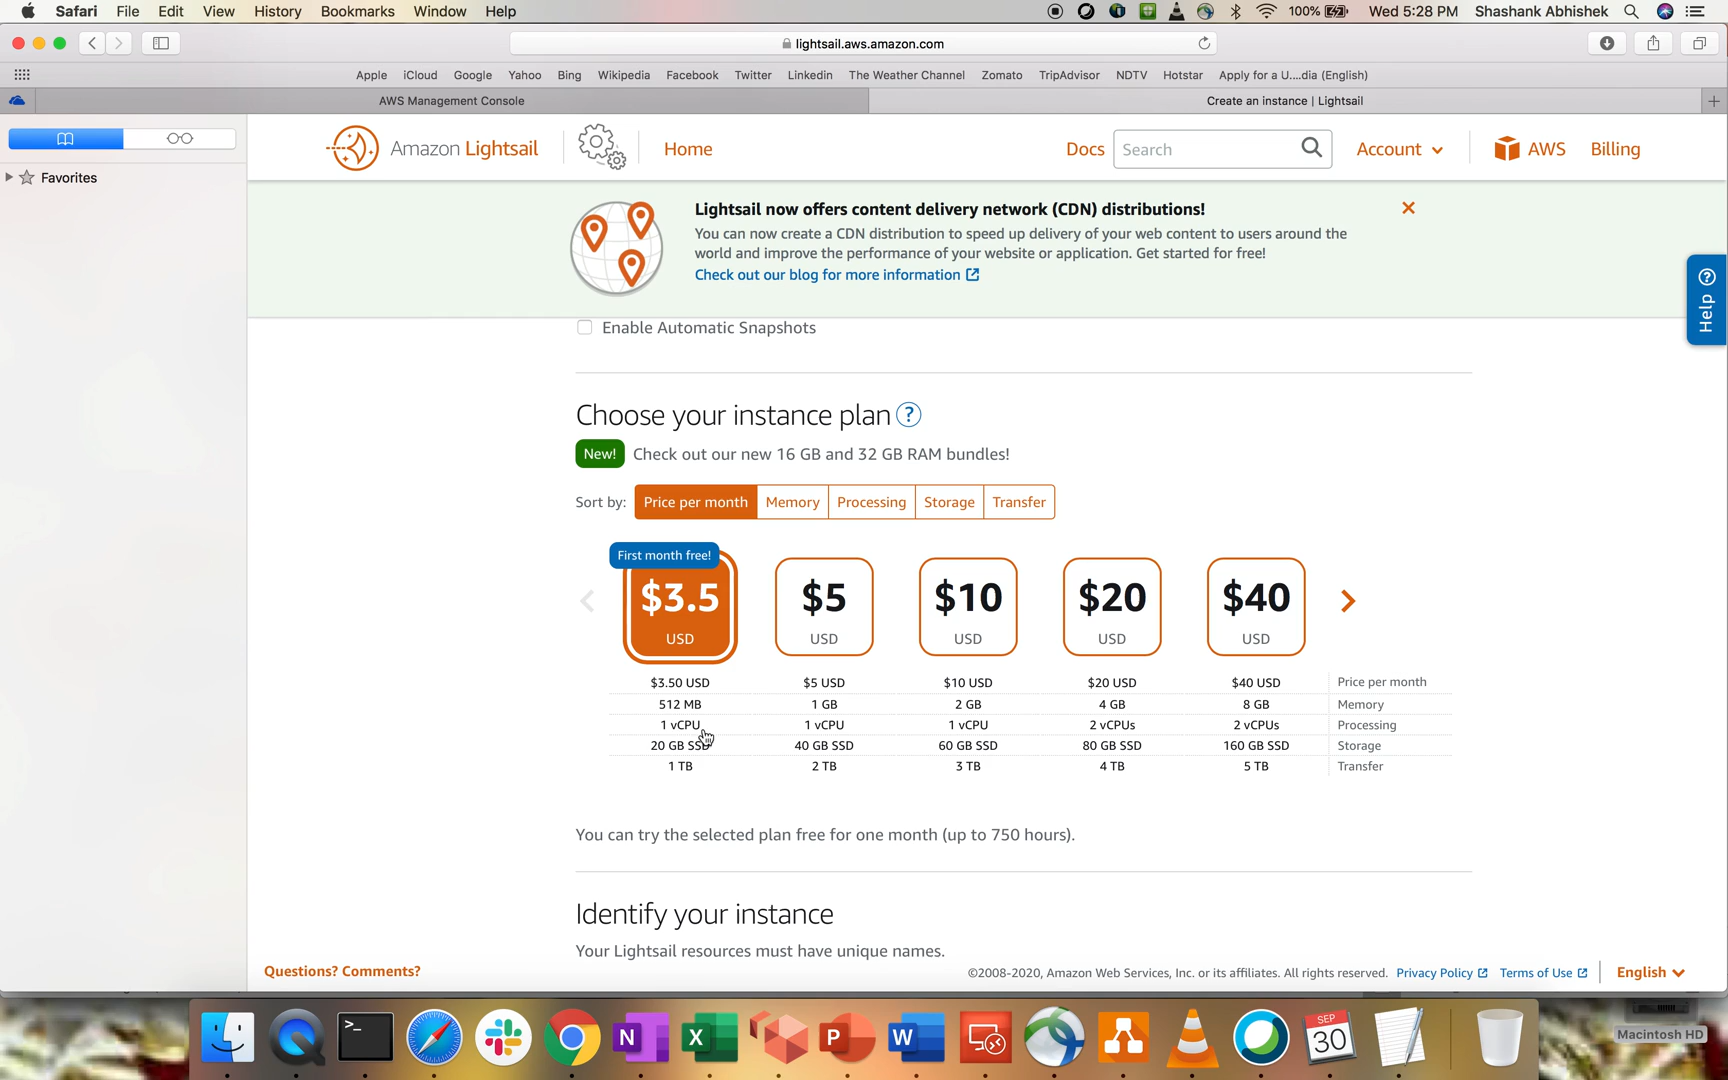 Safari File Edit View History Bookmarks Window Help 100% Wed 5:28 PM Shashank Abhishek
lightsail.aws.amazon.com
Apple iCloud Google Yahoo Bing Wikipedia Facebook Twitter Linkedin The Weather Channel Zomato TripAdvisor NDTV Hotstar Apply for a U....dia (English)
AWS Management Console Create an instance | Lightsail
Favorites
Amazon Lightsail Home Docs Search Account AWS Billing
Lightsail now offers content delivery network (CDN) distributions!
You can now create a CDN distribution to speed up delivery of your web content to users around the
world and improve the performance of your website or application. Get started for free!
Check out our blog for more information
Help
Enable Automatic Snapshots
Choose your instance plan ?
New! Check out our new 16 GB and 32 GB RAM bundles!
Sort by: Price per month Memory Processing Storage Transfer
First month free!
$3.5 $5 $10 $20 $40
USD USD USD USD USD
$3.50 USD $5 USD $10 USD $20 USD $40 USD Price per month
512 MB 1 GB 2 GB 4 GB 8 GB Memory
1 vCPU 1 vCPU 1 vCPU 2 vCPUs 2 vCPUs Processing
20 GB SSD 40 GB SSD 60 GB SSD 80 GB SSD 160 GB SSD Storage
1 TB 2 TB 3 TB 4 TB 5 TB Transfer
You can try the selected plan free for one month (up to 750 hours).
Identify your instance
Your Lightsail resources must have unique names.
Questions? Comments? ©2008-2020, Amazon Web Services, Inc. or its affiliates. All rights reserved. Privacy Policy Terms of Use English
N X P W SEP
30
Macintosh HD